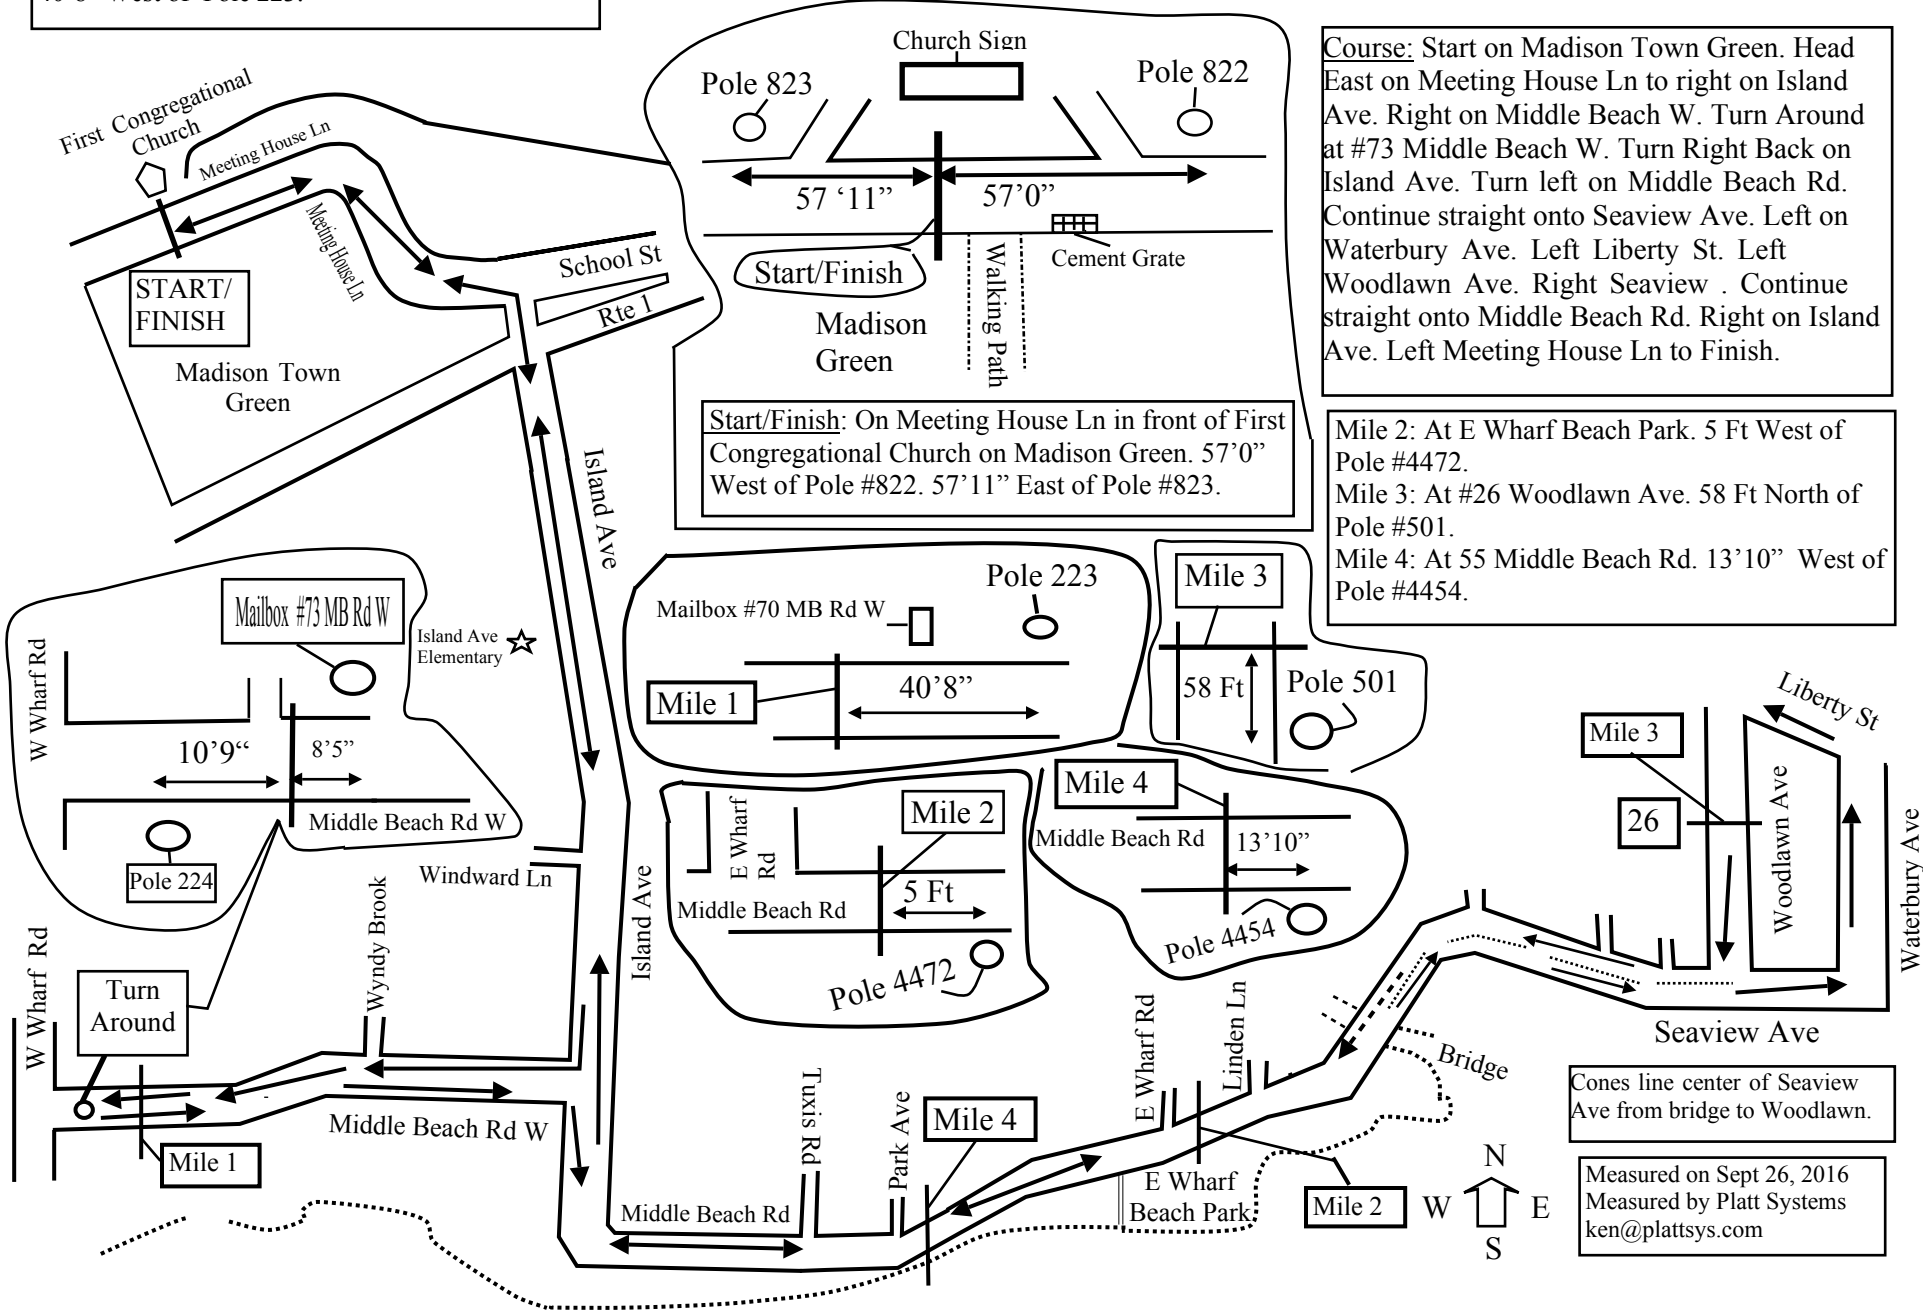 Church Sign
Pole 823
Pole 822
57 ‘11”
57’0”
Start/Finish
Walking Path
Cement Grate
Madison
Green
Start/Finish: On Meeting House Ln in front of First
Congregational Church on Madison Green. 57’0”
West of Pole #822. 57’11” East of Pole #823.
Course: Start on Madison Town Green. Head
East on Meeting House Ln to right on Island
Ave. Right on Middle Beach W. Turn Around
at #73 Middle Beach W. Turn Right Back on
Island Ave. Turn left on Middle Beach Rd.
Continue straight onto Seaview Ave. Left on
Waterbury Ave. Left Liberty St. Left
Woodlawn Ave. Right Seaview . Continue
straight onto Middle Beach Rd. Right on Island
Ave. Left Meeting House Ln to Finish.
Mile 2: At E Wharf Beach Park. 5 Ft West of
Pole #4472.
Mile 3: At #26 Woodlawn Ave. 58 Ft North of
Pole #501.
Mile 4: At 55 Middle Beach Rd. 13’10” West of
Pole #4454.
First Congregational
Church
Meeting House Ln
Meeting House Ln
START/
FINISH
Madison Town
Green
School St
Rte 1
Island Ave
W Wharf Rd
Mailbox #73 MB Rd W
10’9“
8’5”
Middle Beach Rd W
Pole 224
Island Ave
Elementary
Mailbox #70 MB Rd W
Pole 223
Mile 1
40’8”
Mile 3
58 Ft
Pole 501
E Wharf
Rd
Mile 2
5 Ft
Middle Beach Rd
Pole 4472
Mile 4
Middle Beach Rd
13’10”
Pole 4454
Liberty St
Mile 3
26
Woodlawn Ave
Waterbury Ave
Seaview Ave
Windward Ln
Wyndy Brook
Island Ave
W Wharf Rd
Turn
Around
Mile 1
Middle Beach Rd W
Middle Beach Rd
Tuxis Rd
Park Ave
Mile 4
E Wharf Rd
Linden Ln
Bridge
E Wharf
Beach Park
Mile 2
N
W
E
S
Cones line center of Seaview
Ave from bridge to Woodlawn.
Measured on Sept 26, 2016
Measured by Platt Systems
ken@plattsys.com